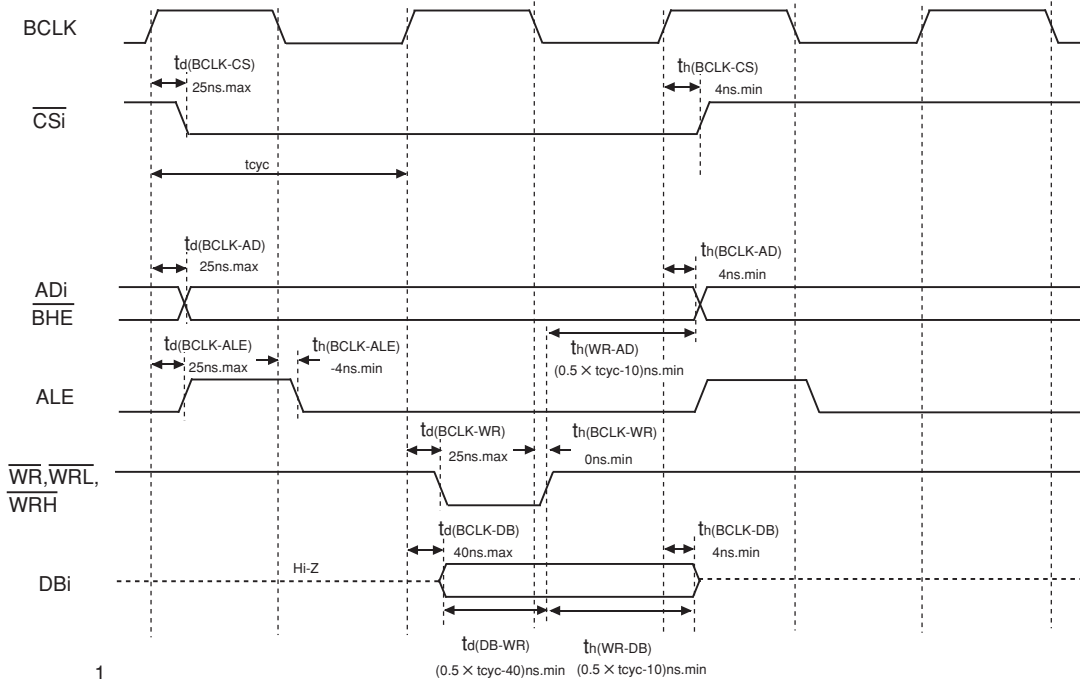 BCLK
td(BCLK-CS)
25ns.max
th(BCLK-CS)
4ns.min
CSi
tcyc
td(BCLK-AD)
25ns.max
th(BCLK-AD)
4ns.min
ADi
BHE
td(BCLK-ALE)
25ns.max
th(BCLK-ALE)
-4ns.min
th(WR-AD)
(0.5 × tcyc-10)ns.min
ALE
td(BCLK-WR)
25ns.max
th(BCLK-WR)
0ns.min
WR,WRL,
WRH
td(BCLK-DB)
40ns.max
th(BCLK-DB)
4ns.min
Hi-Z
DBi
td(DB-WR)
(0.5 × tcyc-40)ns.min
th(WR-DB)
(0.5 × tcyc-10)ns.min
1